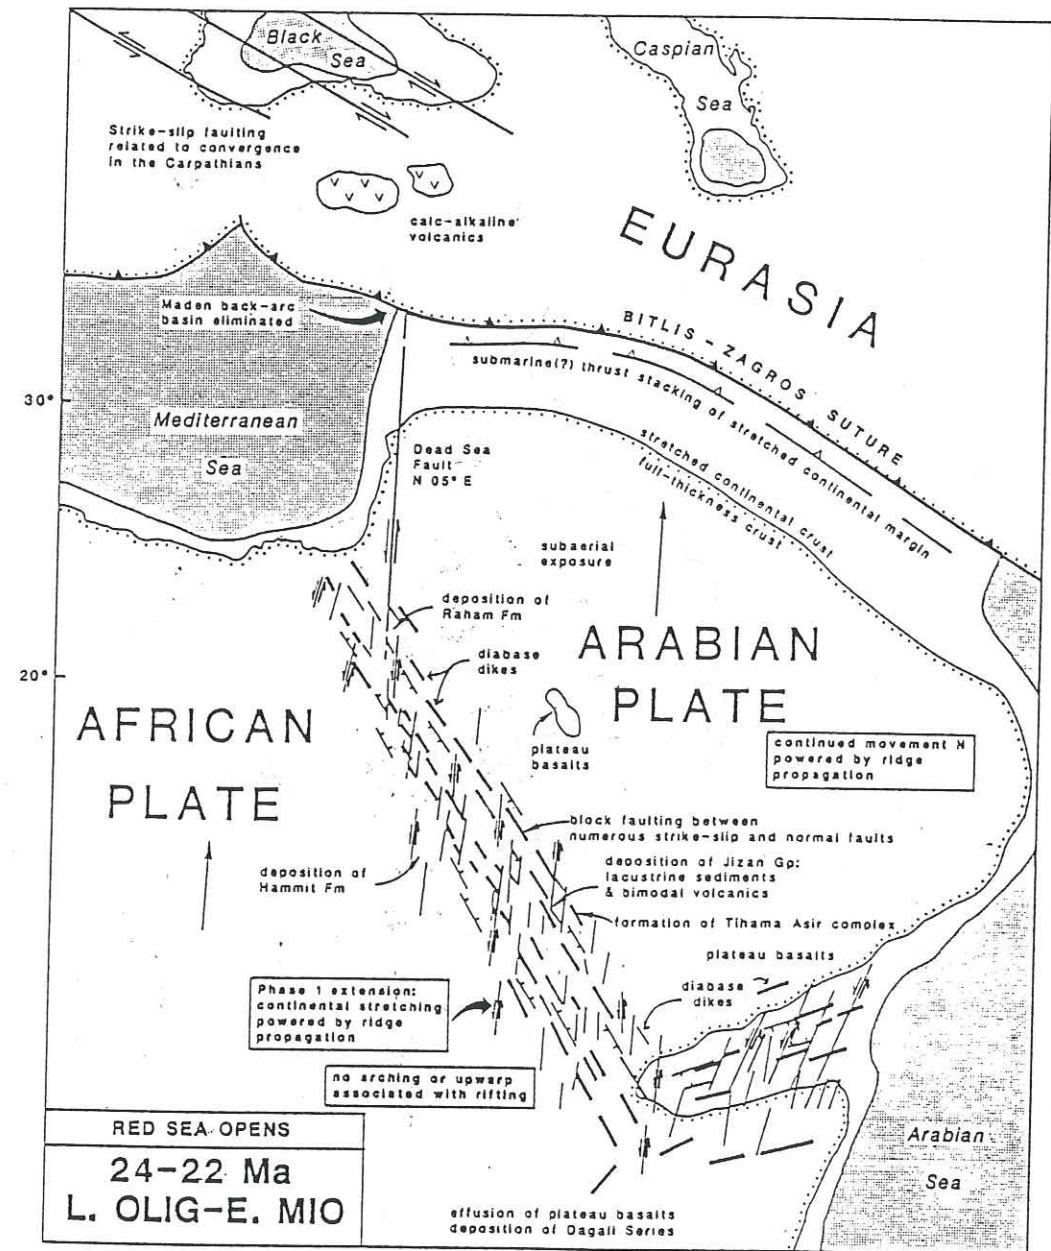 Black
Sea
Caspian
Sea
Strike-slip faulting
related to convergence
in the Carpathians
calc-alkaline
volcanics
EURASIA
Maden back-arc
basin eliminated
BITLIS - ZAGROS SUTURE
submarine(?) thrust stacking of stretched continental margin
30°
Mediterranean
Sea
Dead Sea
Fault
N 05° E
stretched continental crust
full-thickness crust
subaerial
exposure
deposition of
Raham Fm
diabase
dikes
ARABIAN
PLATE
20°
AFRICAN
PLATE
plateau
basalts
continued movement N
powered by ridge
propagation
block faulting between
numerous strike-slip and normal faults
deposition of
Hammit Fm
deposition of Jizan Gp:
lacustrine sediments
& bimodal volcanics
formation of Tihama Asir complex
plateau basalts
diabase
dikes
Phase 1 extension:
continental stretching
powered by ridge
propagation
no arching or upwarp
associated with rifting
RED SEA OPENS
24-22 Ma
L. OLIG-E. MIO
Arabian
Sea
effusion of plateau basalts
deposition of Dagali Series